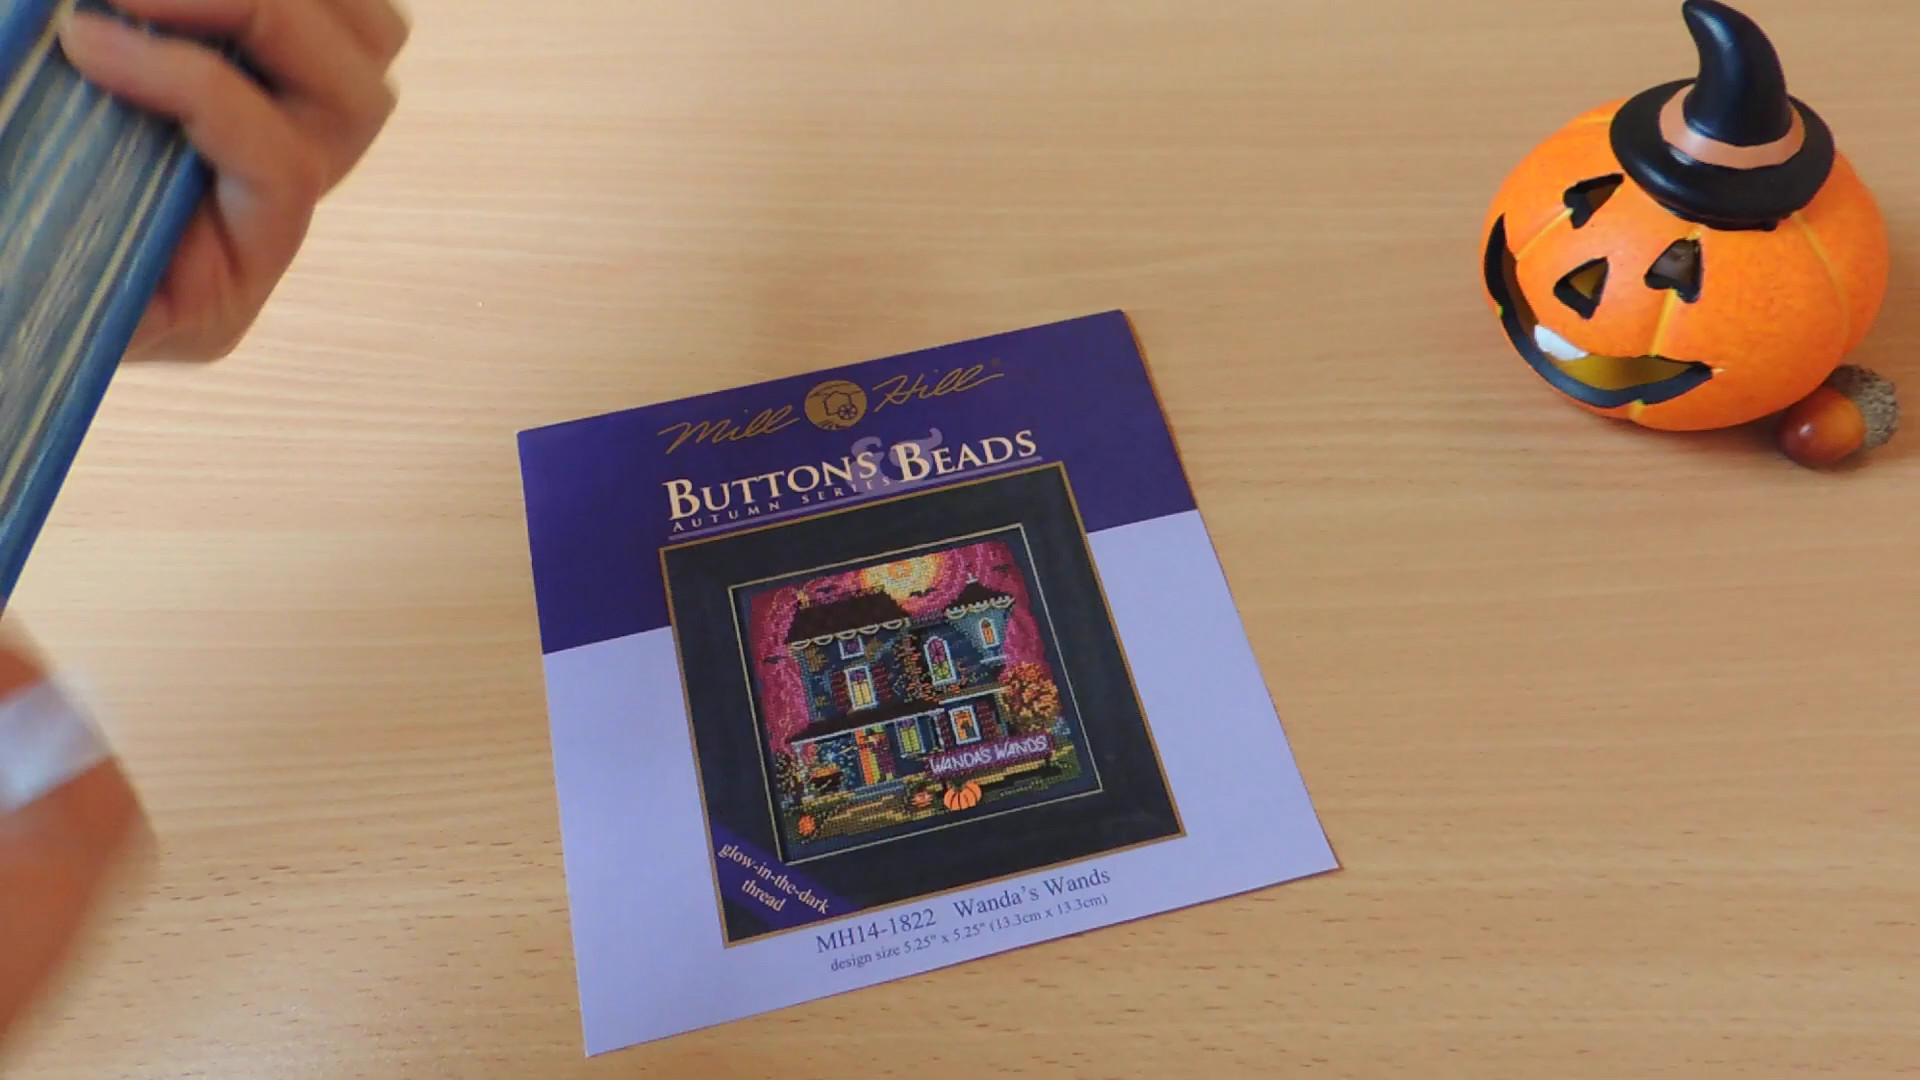 Mill Hill®
BUTTONS & BEADS
AUTUMN SERIES
WANDA'S WANDS
glow-in-the-dark
thread
MH14-1822 Wanda's Wands
design size 5.25" x 5.25" (13.3cm x 13.3cm)